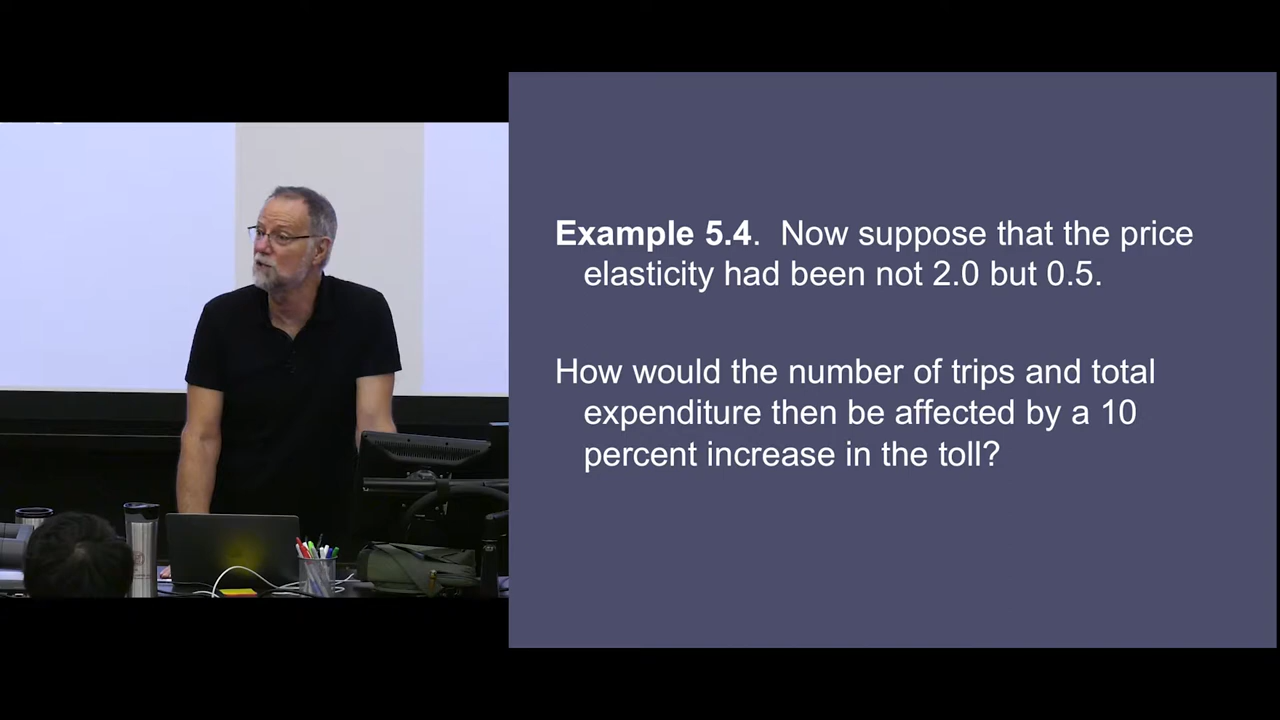 Example 5.4.  Now suppose that the price
elasticity had been not 2.0 but 0.5.
How would the number of trips and total
expenditure then be affected by a 10
percent increase in the toll?